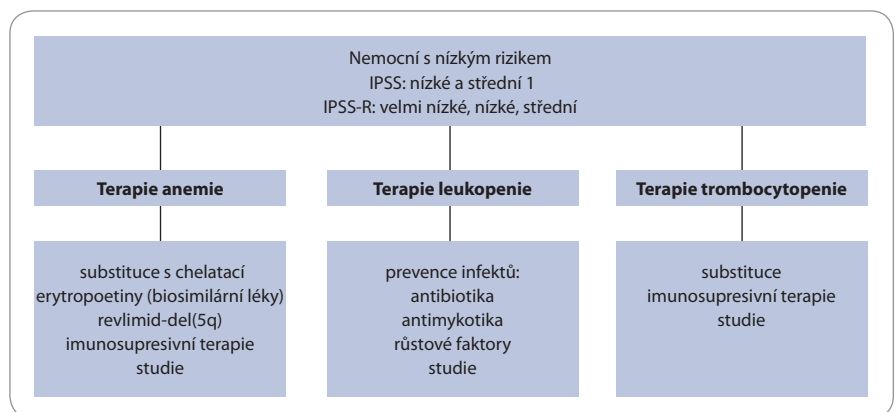 Nemocní s nízkým rizikem
IPSS: nízké a střední 1
IPSS-R: velmi nízké, nízké, střední
Terapie anemie
Terapie leukopenie
Terapie trombocytopenie
substituce s chelatací
erytropoetiny (biosimilární léky)
revlimid-del(5q)
imunosupresivní terapie
studie
prevence infektů:
antibiotika
antimykotika
růstové faktory
studie
substituce
imunosupresivní terapie
studie